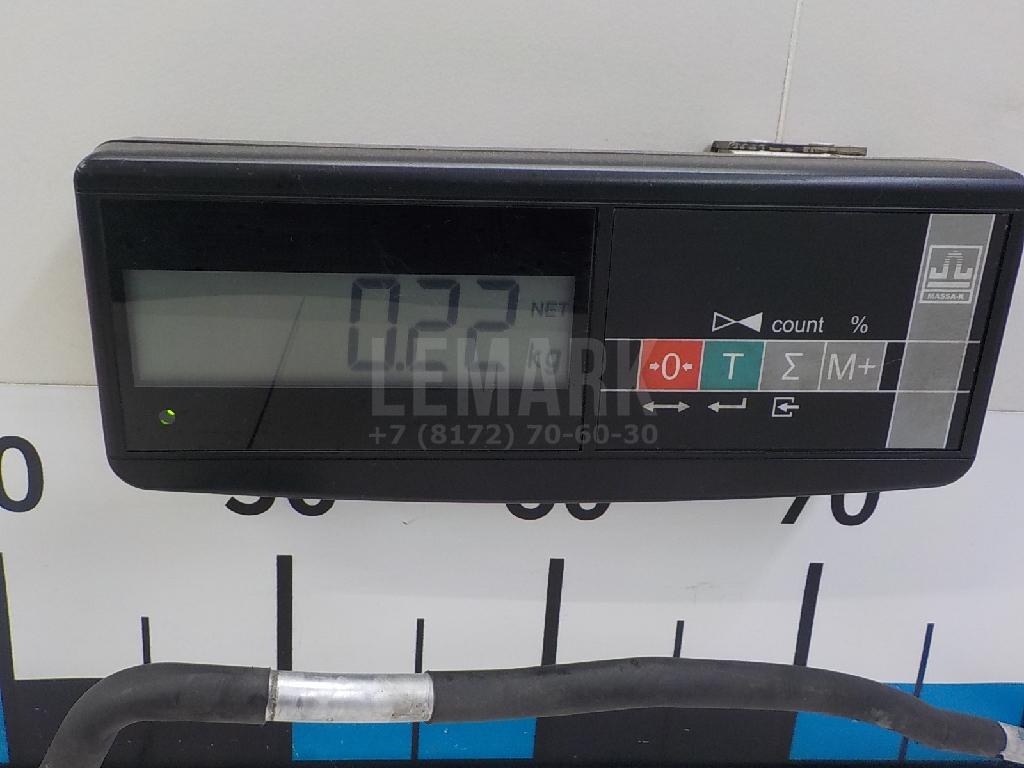 0.22 NET
kg
LEMARK
+7 (8172) 70-60-30
MASSA-K
count %
→0← T Σ M+
0 50 60 70